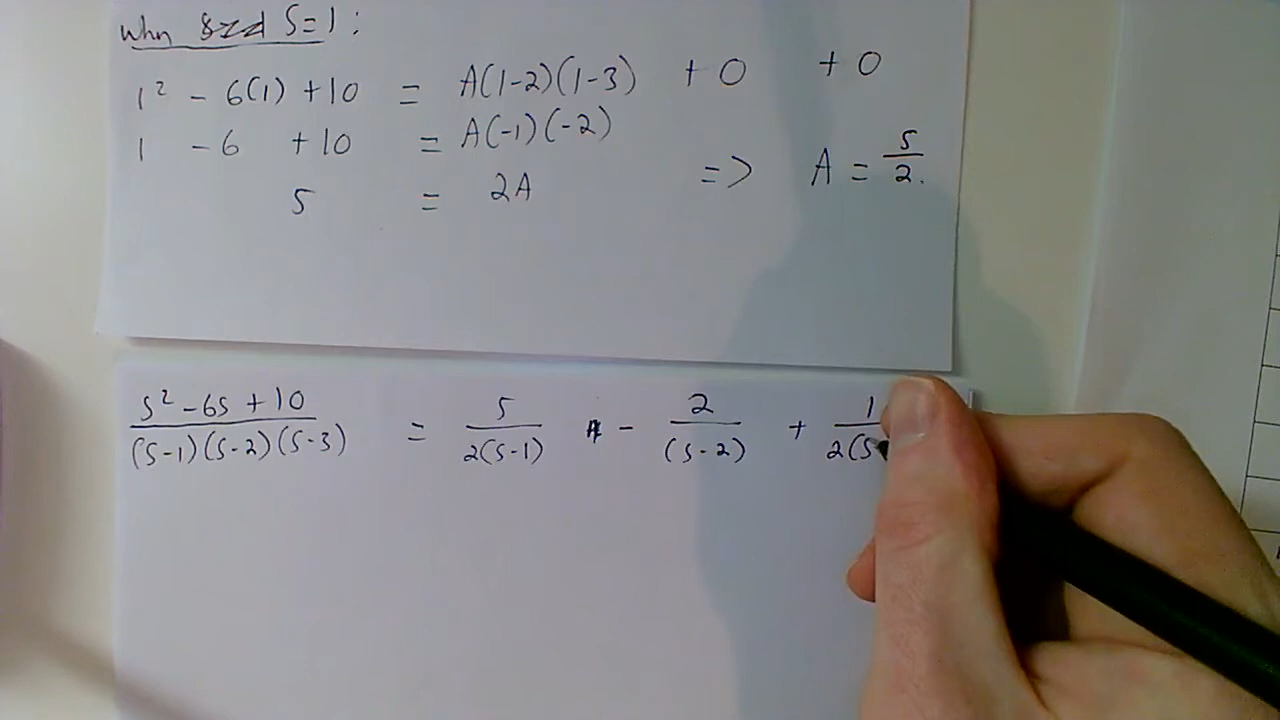 When S=1:
1² - 6(1) + 10 = A(1-2)(1-3) + 0 + 0
1 - 6 + 10 = A(-1)(-2)
5 = 2A => A = 5/2.
s² - 6s + 10 / (s-1)(s-2)(s-3) = 5 / 2(s-1) - 2 / (s-2) + 1 / 2(s